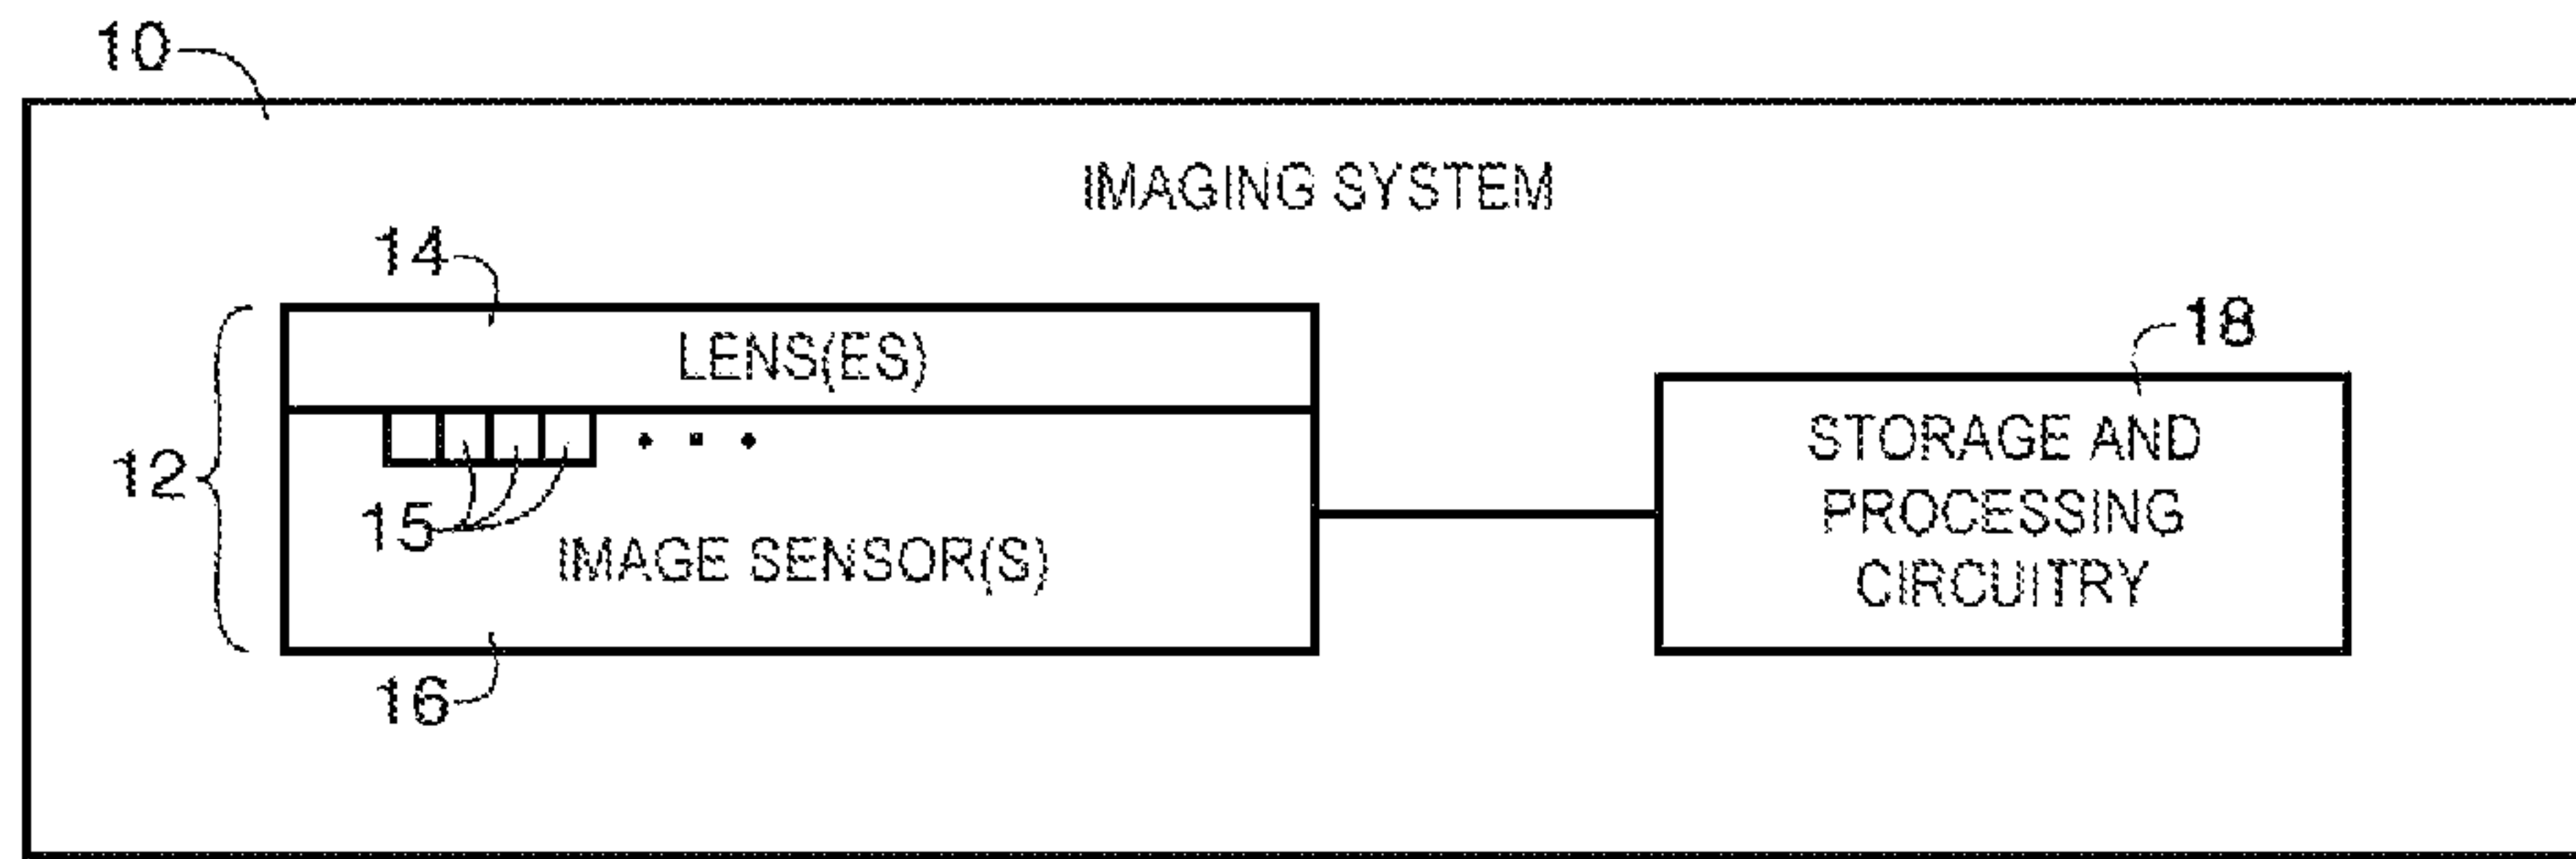 10
IMAGING SYSTEM
14
LENS(ES)
18
12
15
IMAGE SENSOR(S)
16
STORAGE AND
PROCESSING
CIRCUITRY